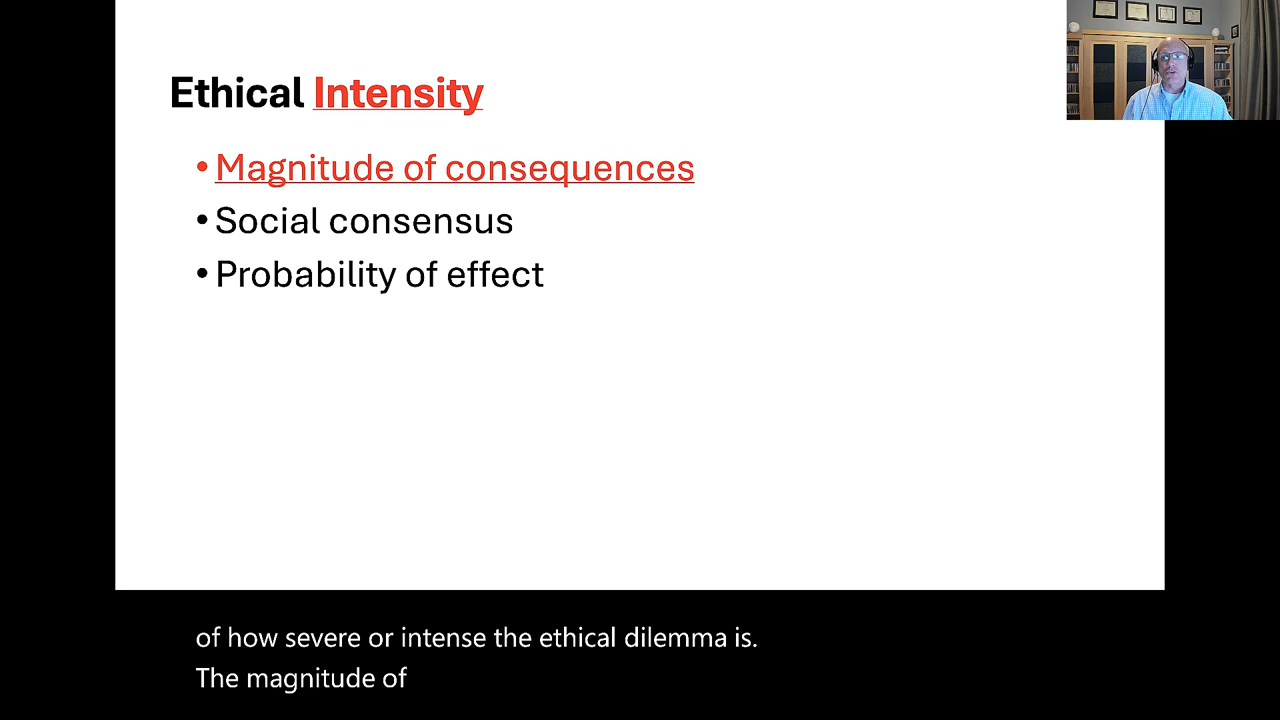 Ethical Intensity
• Magnitude of consequences
• Social consensus
• Probability of effect
of how severe or intense the ethical dilemma is.
The magnitude of